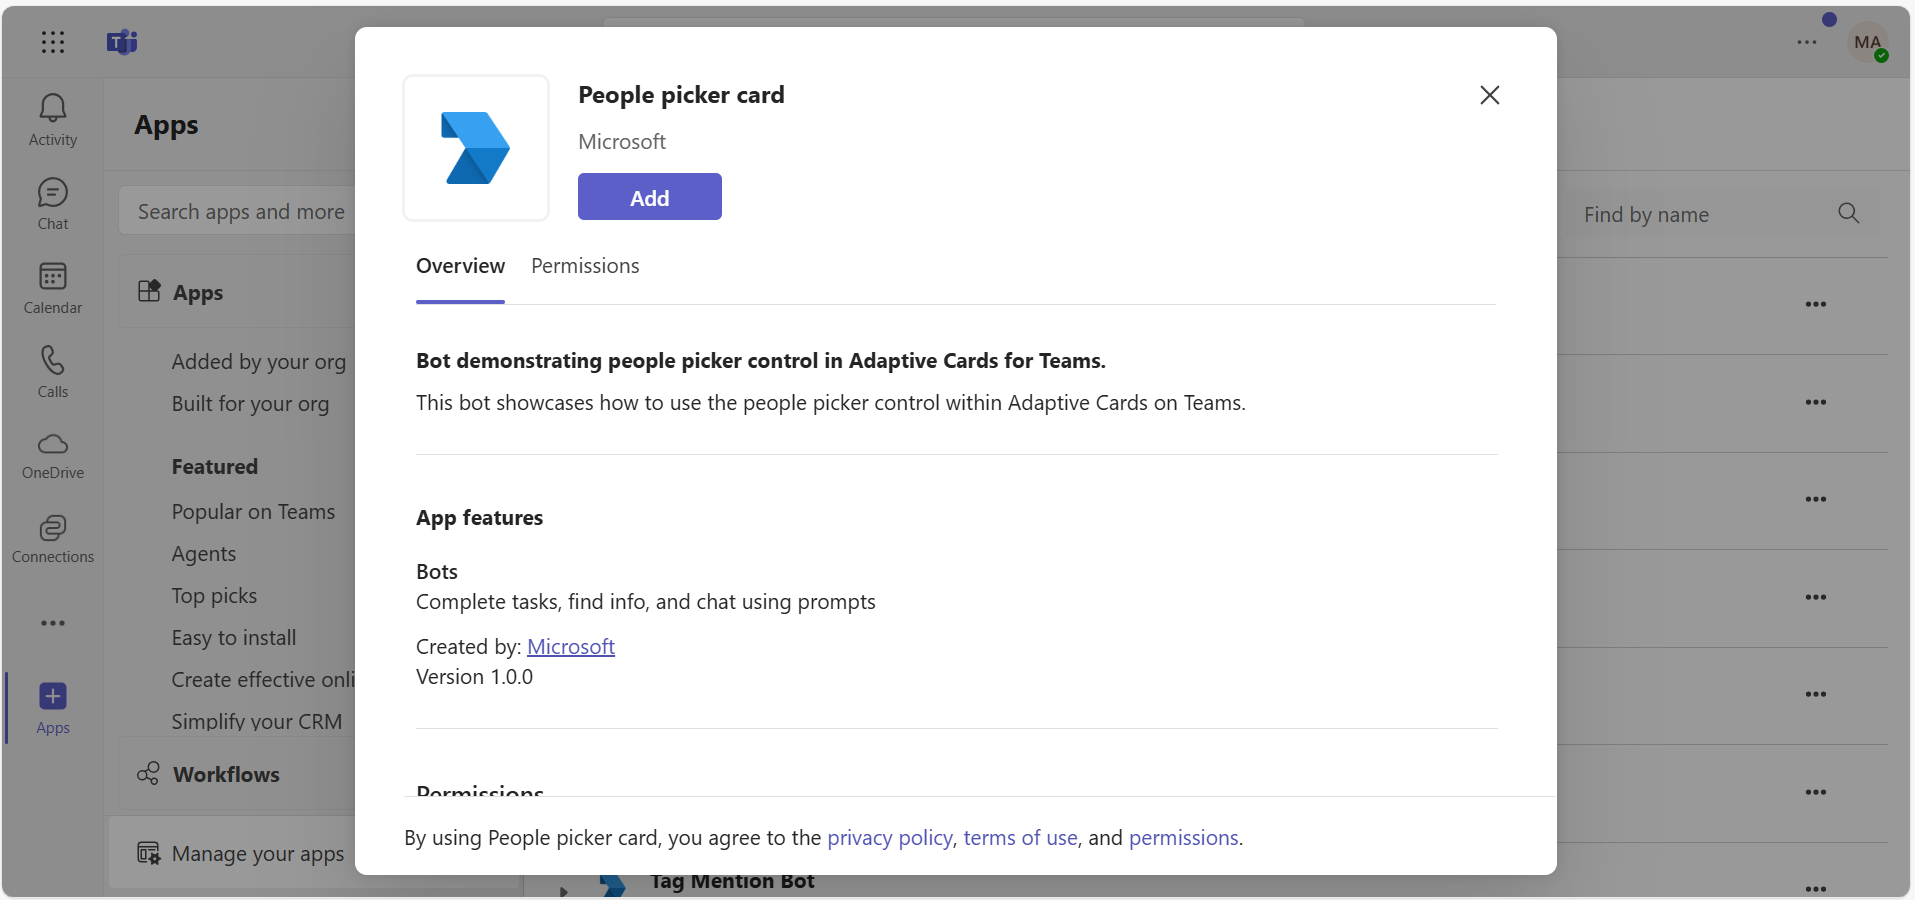 MA
Activity
Chat
Calendar
Calls
OneDrive
Connections
Apps
Apps
Search apps and more
Apps
Added by your org
Built for your org
Featured
Popular on Teams
Agents
Top picks
Easy to install
Create effective onli
Simplify your CRM
Workflows
Manage your apps
People picker card
Microsoft
Add
Overview Permissions
Bot demonstrating people picker control in Adaptive Cards for Teams.
This bot showcases how to use the people picker control within Adaptive Cards on Teams.
App features
Bots
Complete tasks, find info, and chat using prompts
Created by: Microsoft
Version 1.0.0
Permissions
By using People picker card, you agree to the privacy policy, terms of use, and permissions.
Find by name
Tag Mention Bot